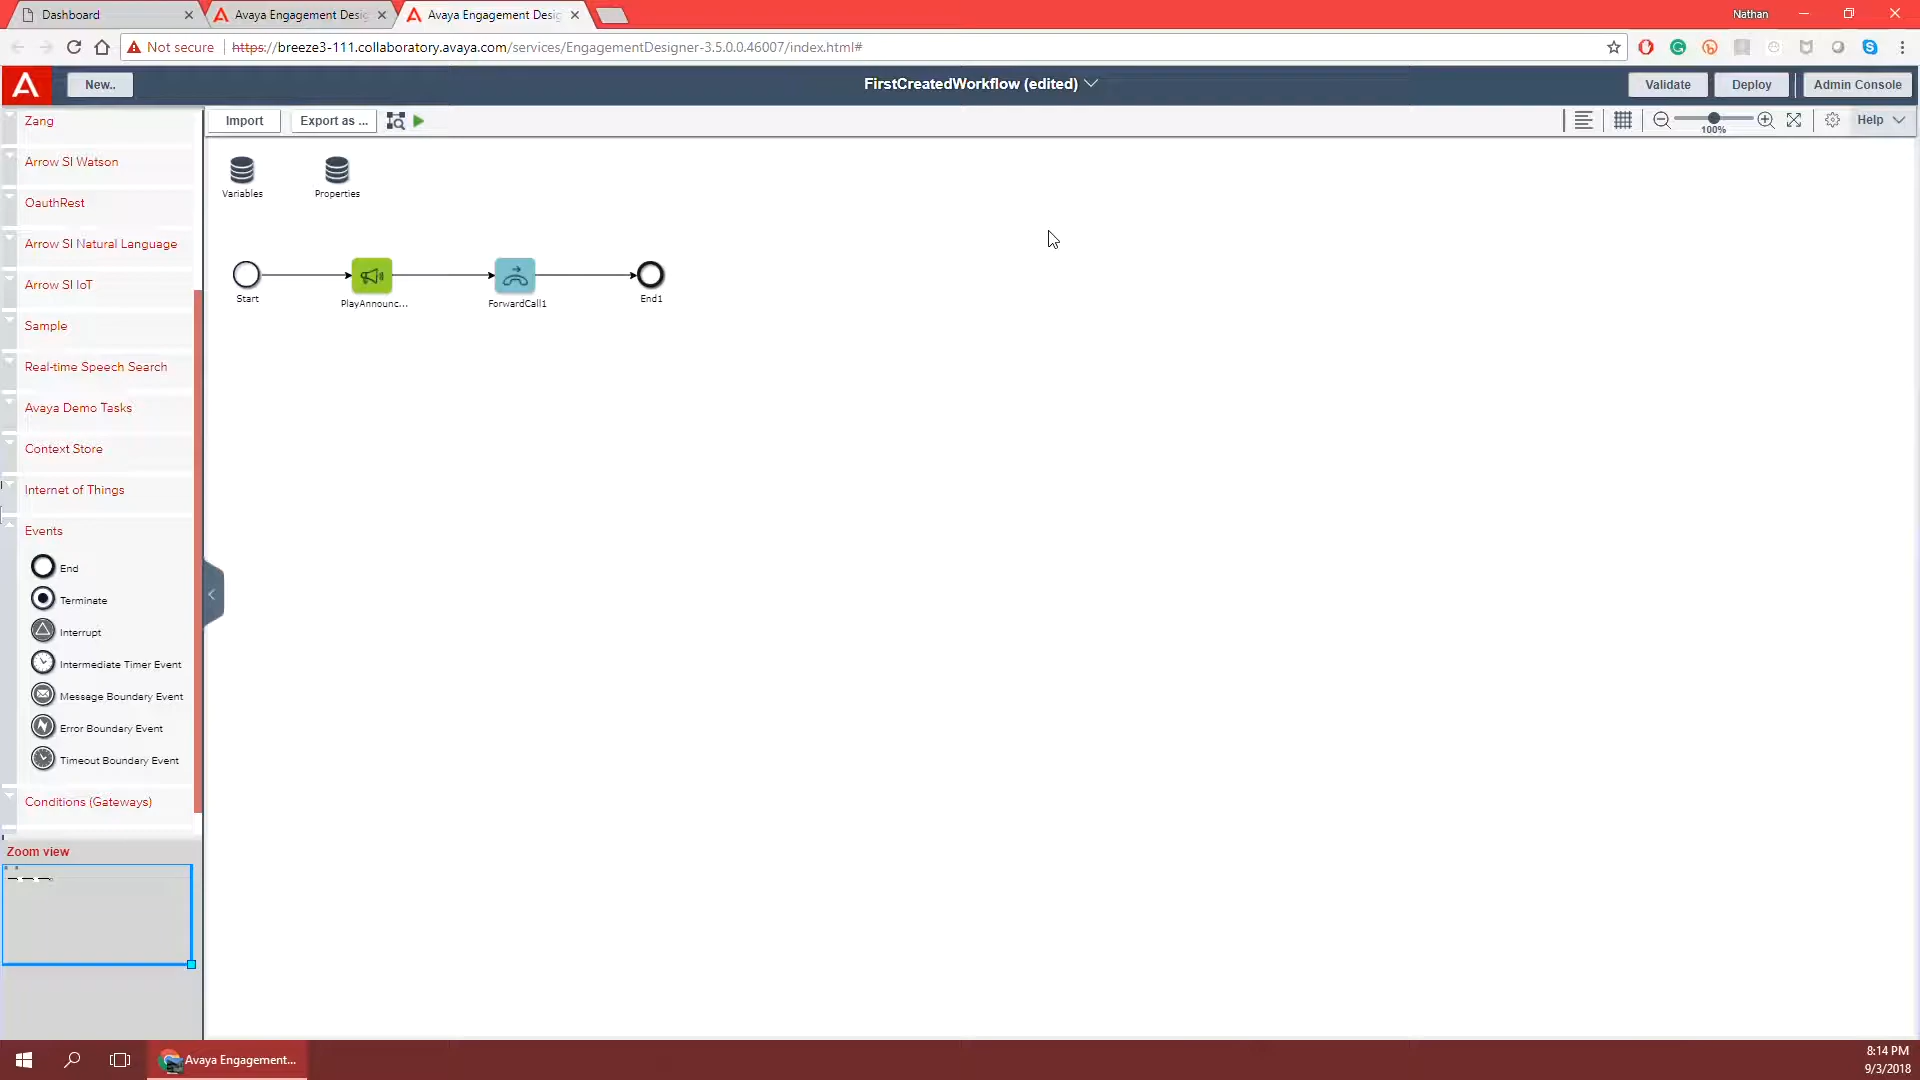 Dashboard
Avaya Engagement Desig
Avaya Engagement Desig
Nathan
Not secure
https://breeze3-111.collaboratory.avaya.com/services/EngagementDesigner-3.5.0.0.46007/index.html#
New..
FirstCreatedWorkflow (edited)
Validate
Deploy
Admin Console
Import
Export as ...
100%
Help
Zang
Arrow SI Watson
OauthRest
Arrow SI Natural Language
Arrow SI IoT
Sample
Real-time Speech Search
Avaya Demo Tasks
Context Store
Internet of Things
Events
End
Terminate
Interrupt
Intermediate Timer Event
Message Boundary Event
Error Boundary Event
Timeout Boundary Event
Conditions (Gateways)
Zoom view
Variables
Properties
Start
PlayAnnounc...
ForwardCall1
End1
Avaya Engagement...
8:14 PM
9/3/2018